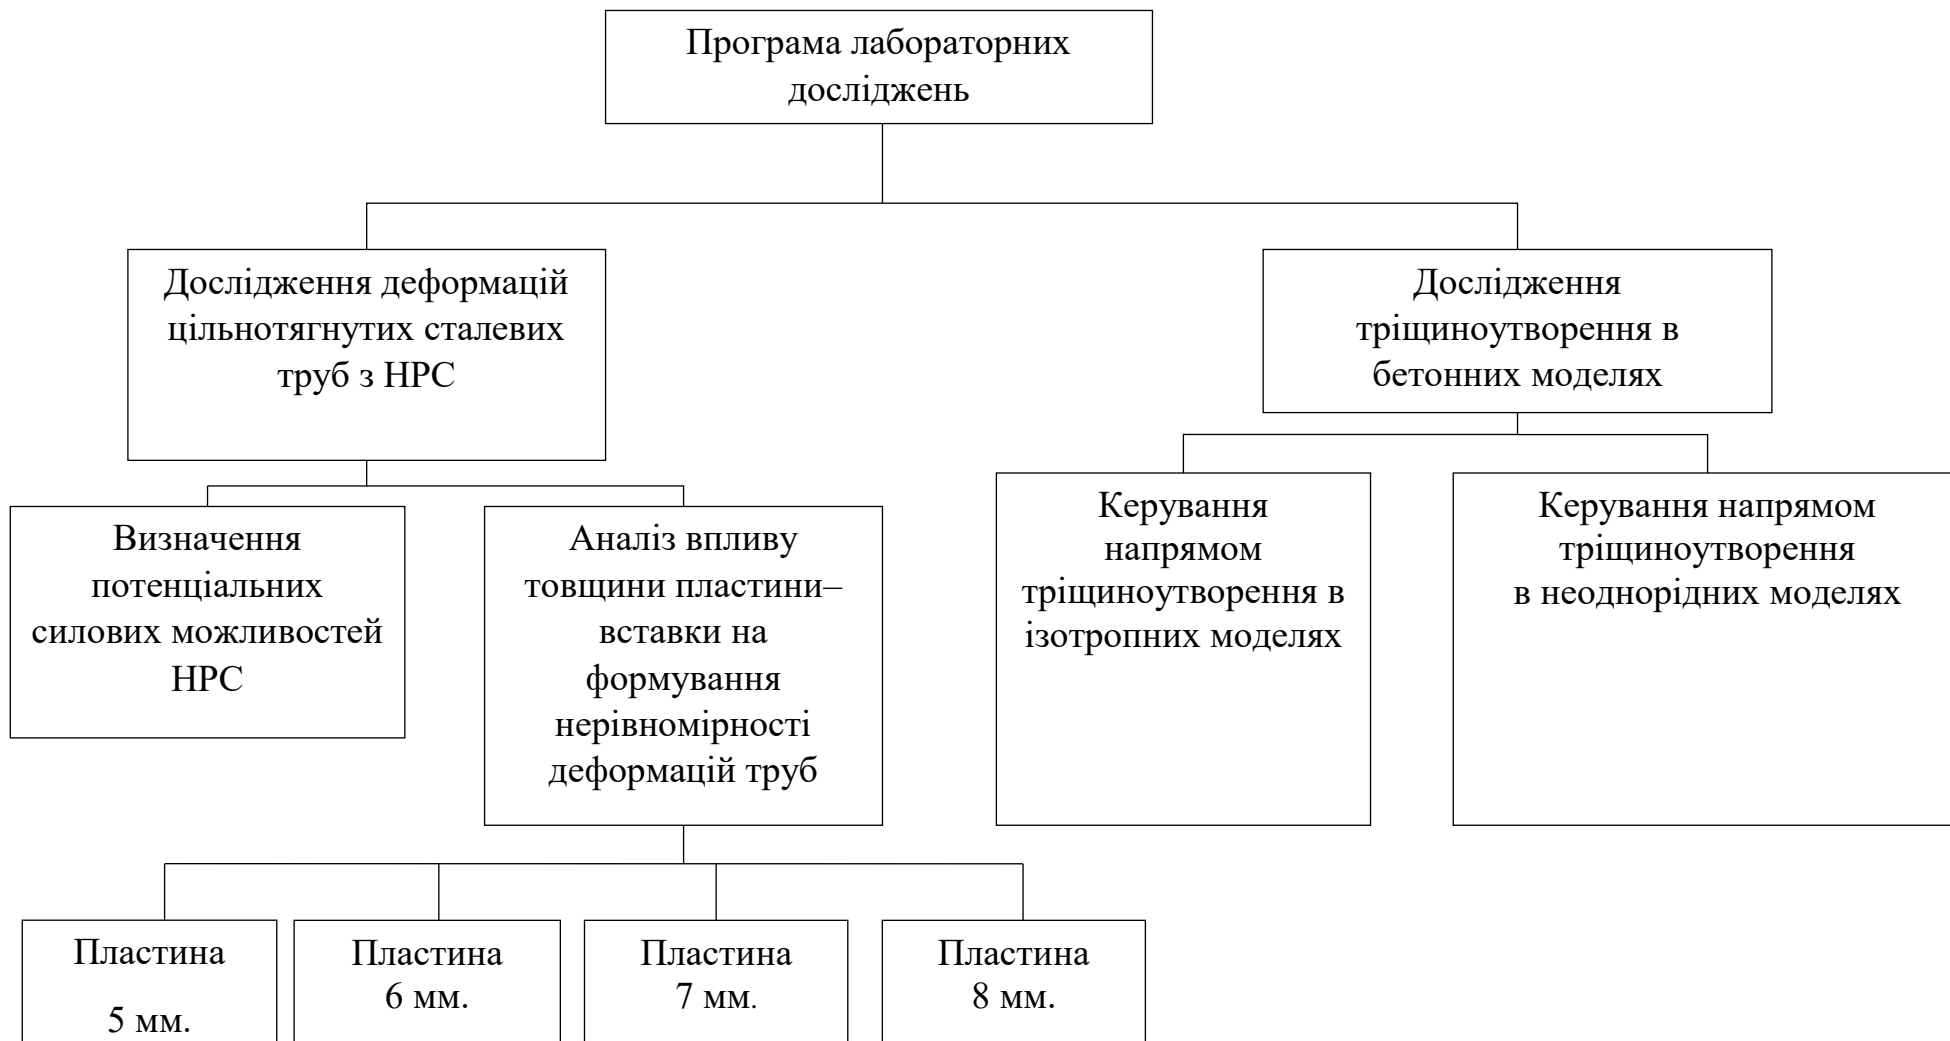 Програма лабораторних
досліджень
Дослідження деформацій
цільнотягнутих сталевих
труб з НРС
Дослідження
тріщиноутворення в
бетонних моделях
Визначення
потенціальних
силових можливостей
НРС
Аналіз впливу
товщини пластини–
вставки на
формування
нерівномірності
деформацій труб
Керування
напрямом
тріщиноутворення в
ізотропних моделях
Керування напрямом
тріщиноутворення
в неоднорідних моделях
Пластина
5 мм.
Пластина
6 мм.
Пластина
7 мм.
Пластина
8 мм.